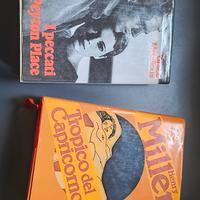 I peccati
di Peyton Place
Henry
Miller
Tropico del
Capricorno